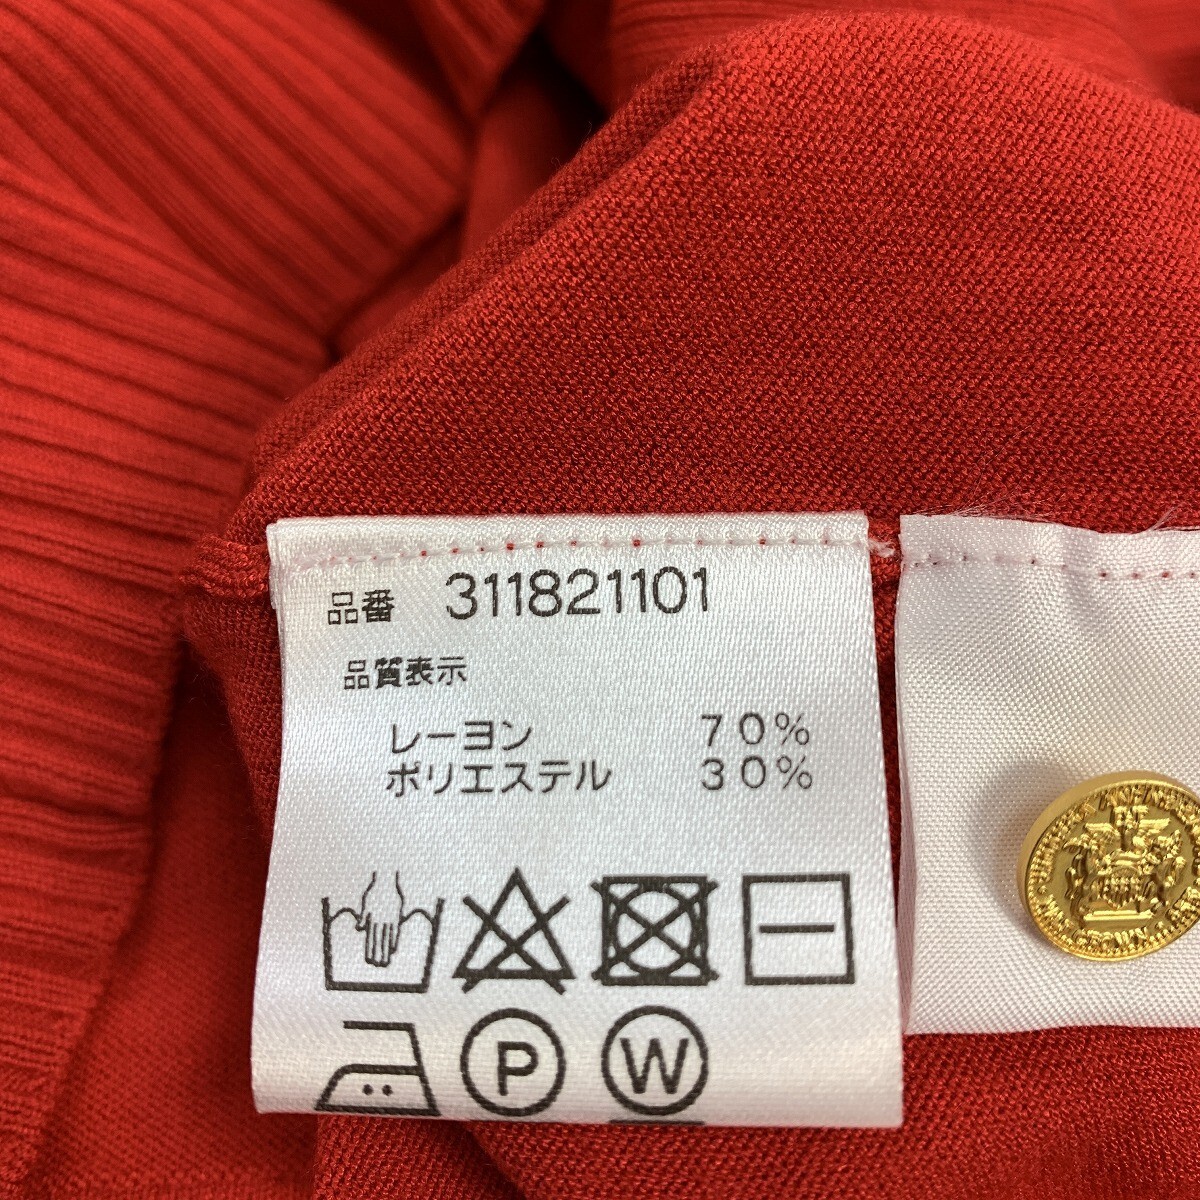 品番 311821101
品質表示
レーヨン 70%
ポリエステル 30%
P W